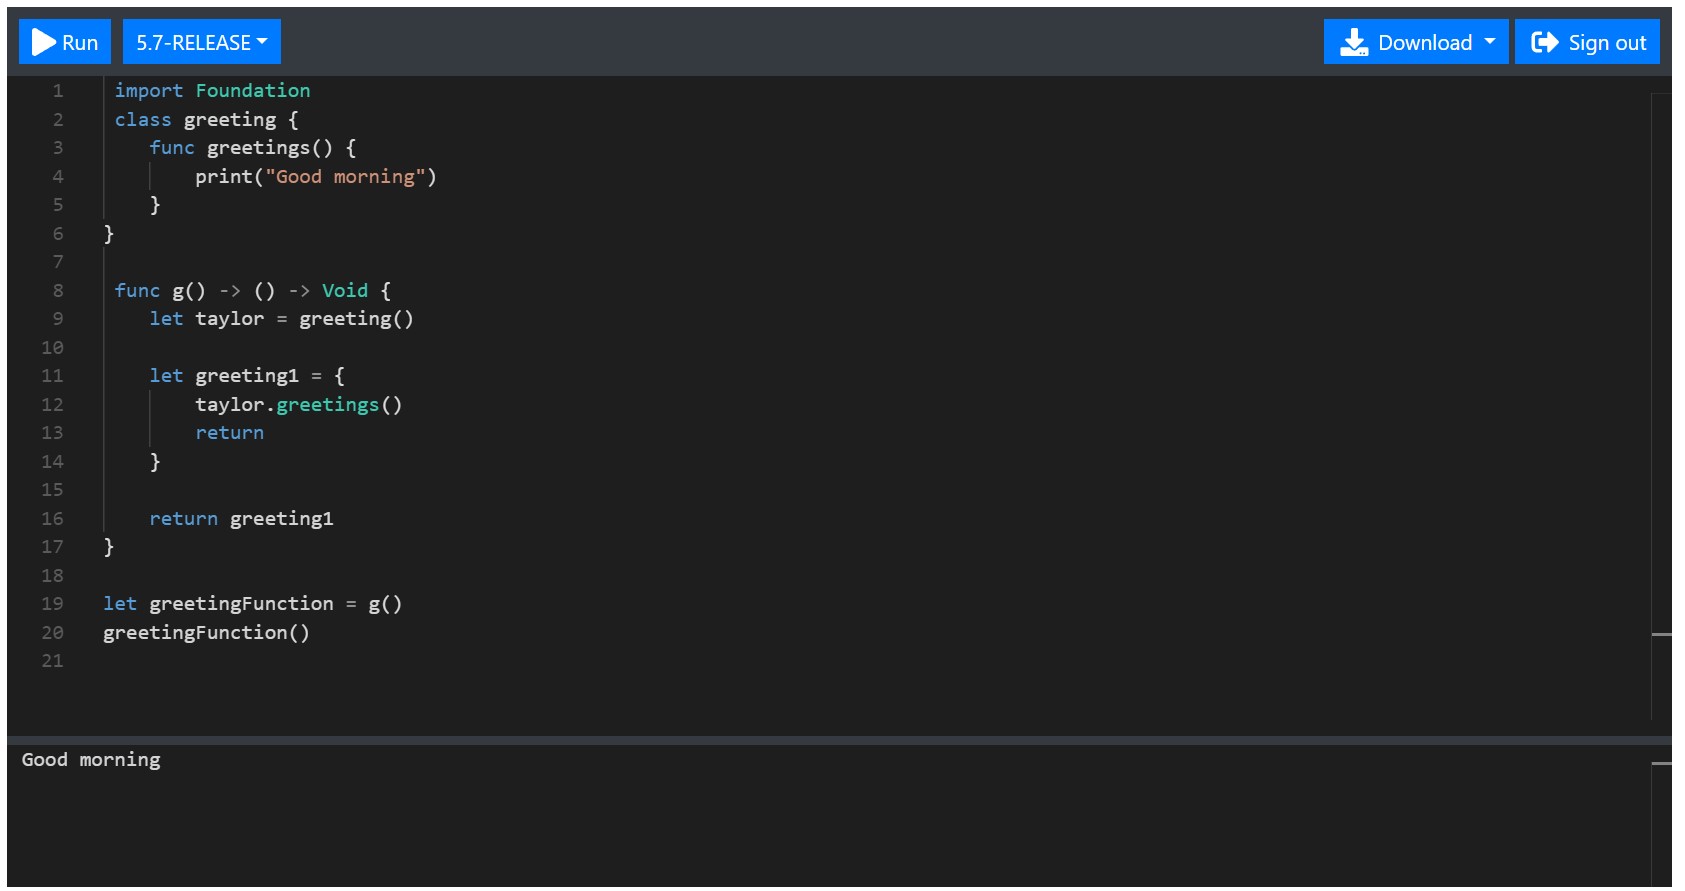 Run 5.7-RELEASE Download Sign out
1 import Foundation
2 class greeting {
3 func greetings() {
4 print("Good morning")
5 }
6 }
7
8 func g() -> () -> Void {
9 let taylor = greeting()
10
11 let greeting1 = {
12 taylor.greetings()
13 return
14 }
15
16 return greeting1
17 }
18
19 let greetingFunction = g()
20 greetingFunction()
21
Good morning